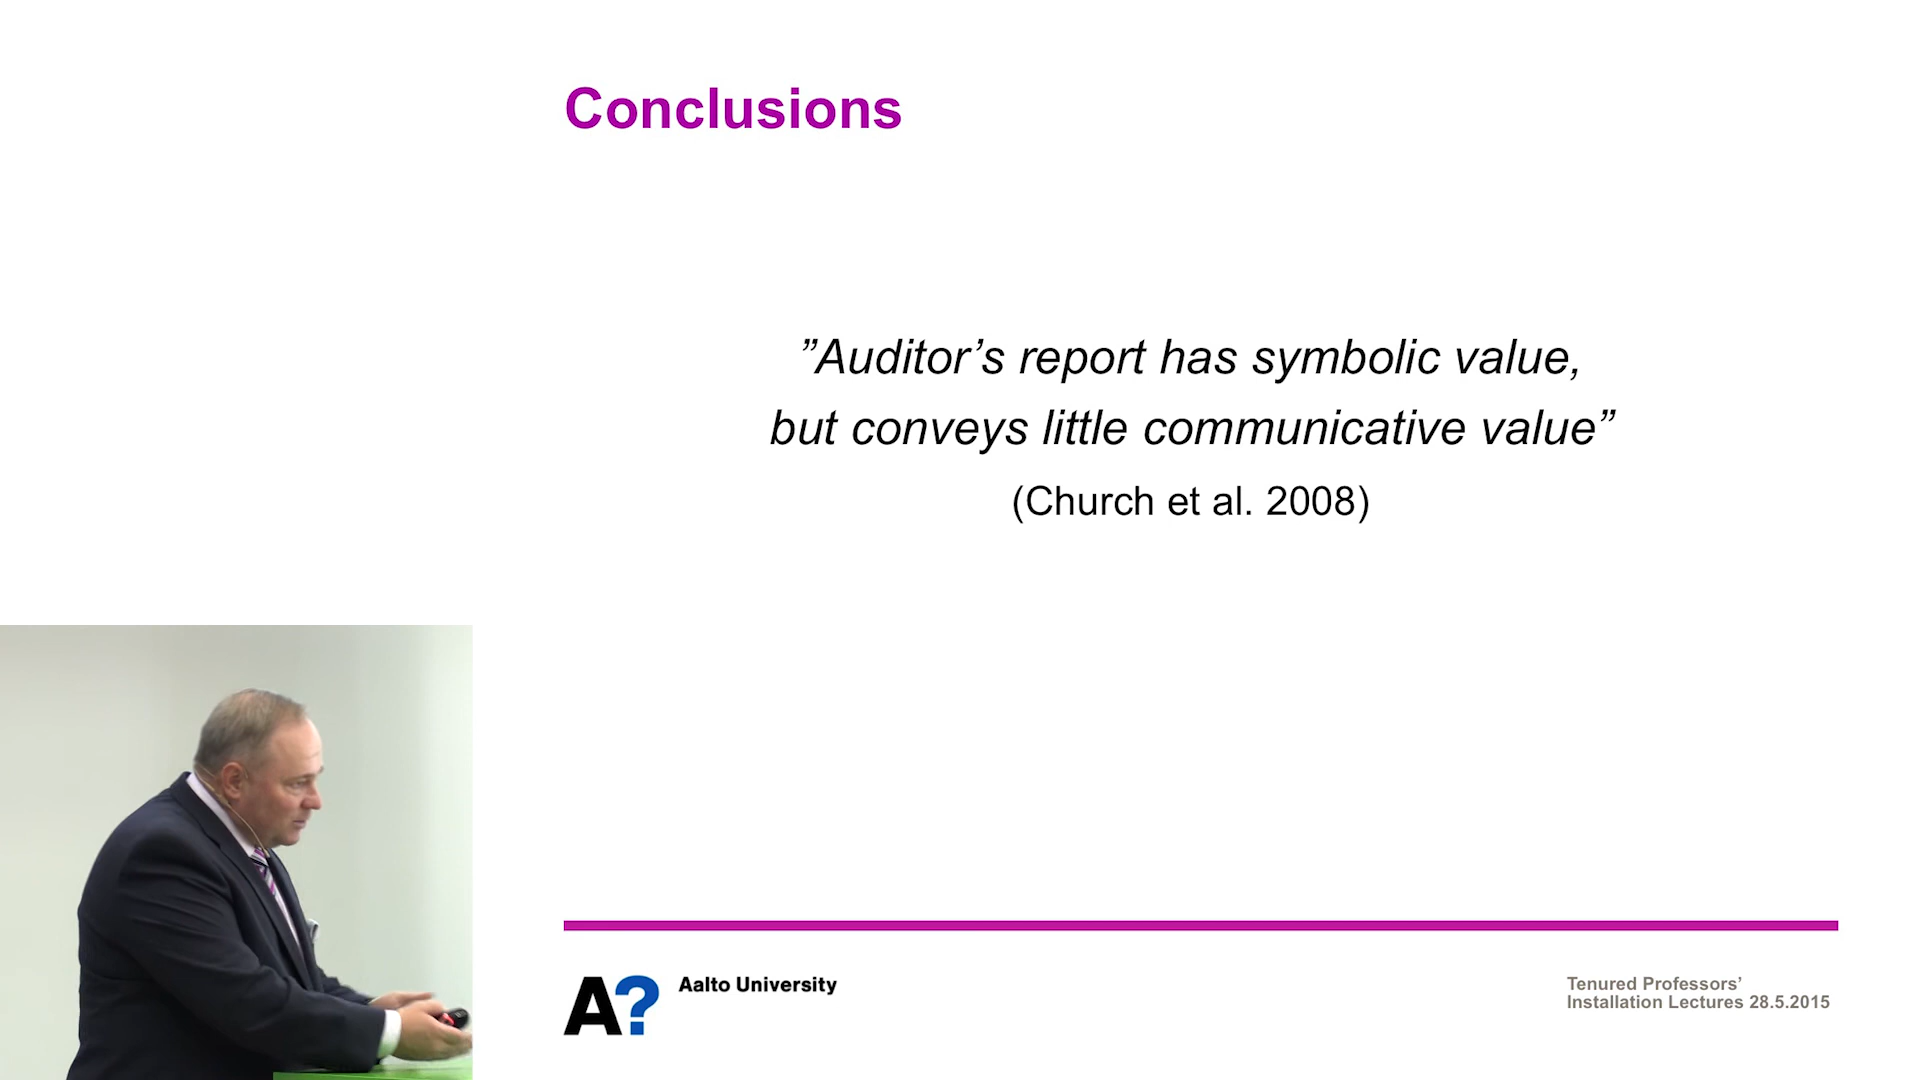 Conclusions
”Auditor’s report has symbolic value,
but conveys little communicative value”
(Church et al. 2008)
A?
Aalto University
Tenured Professors’
Installation Lectures 28.5.2015